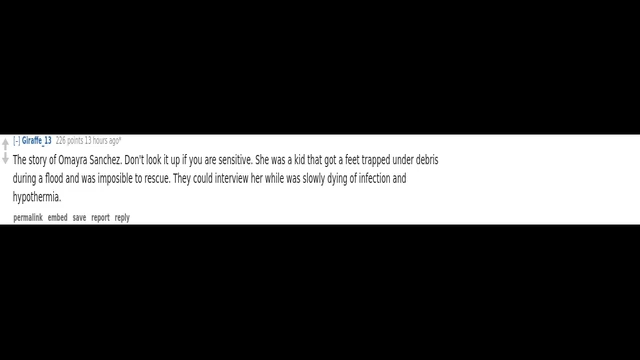 [-] Giraffe_13 226 points 13 hours ago*
The story of Omayra Sanchez. Don't look it up if you are sensitive. She was a kid that got a feet trapped under debris
during a flood and was imposible to rescue. They could interview her while was slowly dying of infection and
hypothermia.
permalink embed save report reply